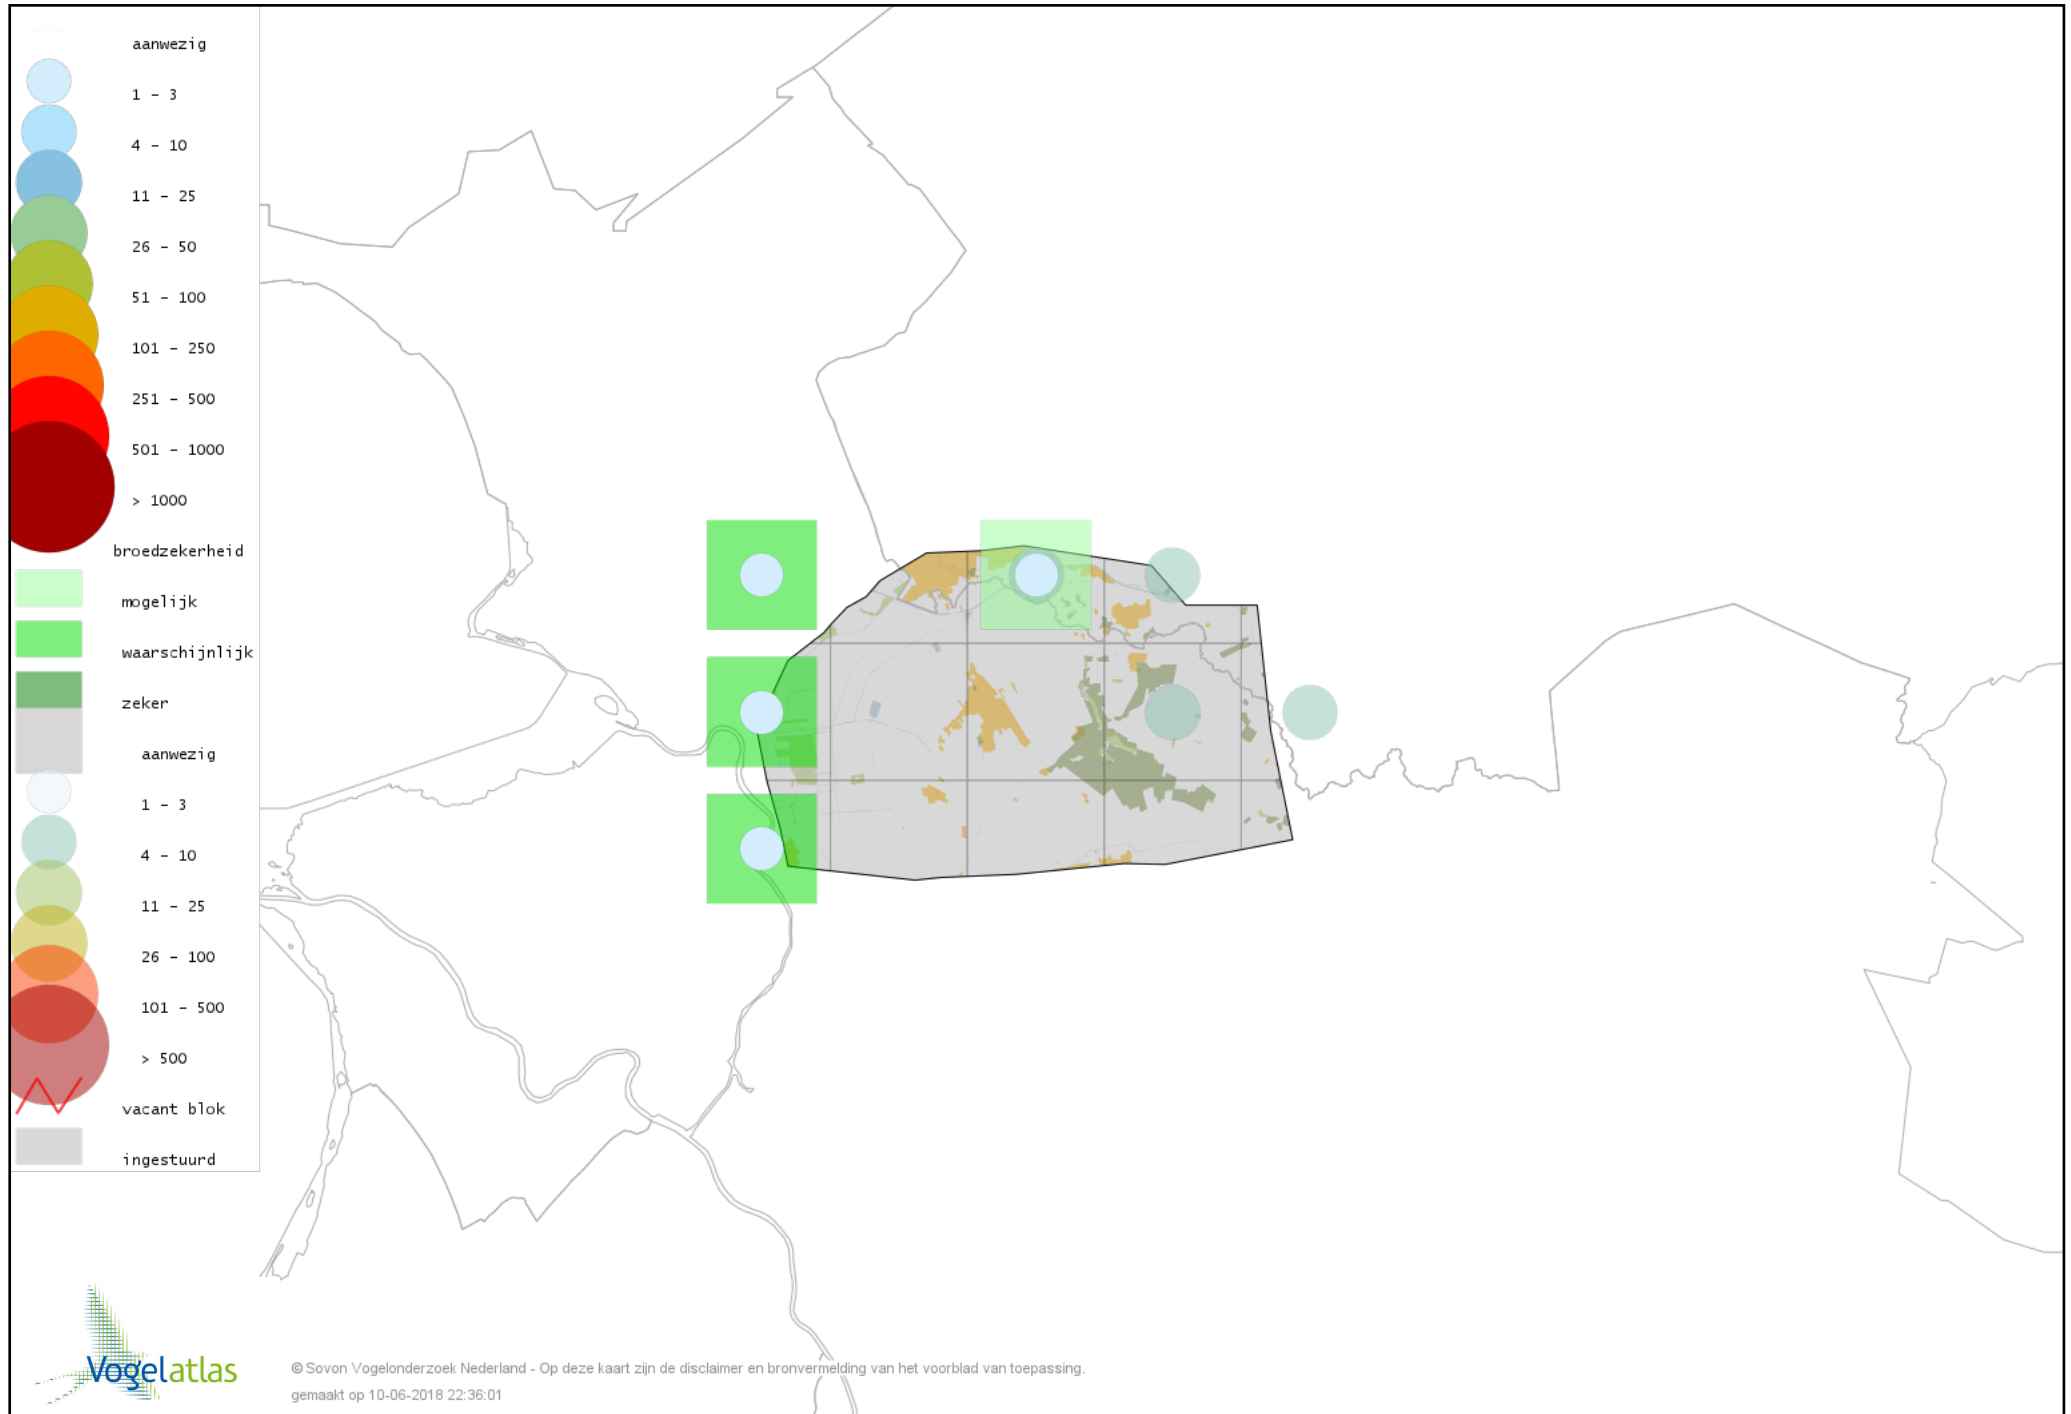 aanwezig
1 - 3
4 - 10
11 - 25
26 - 50
51 - 100
101 - 250
251 - 500
501 - 1000
> 1000
broedzekerheid
mogelijk
waarschijnlijk
zeker
aanwezig
1 - 3
4 - 10
11 - 25
26 - 100
101 - 500
> 500
vacant blok
ingestuurd
Vogelatlas
© Sovon Vogelonderzoek Nederland - Op deze kaart zijn de disclaimer en bronvermelding van het voorblad van toepassing.
gemaakt op 10-06-2018 22:36:01